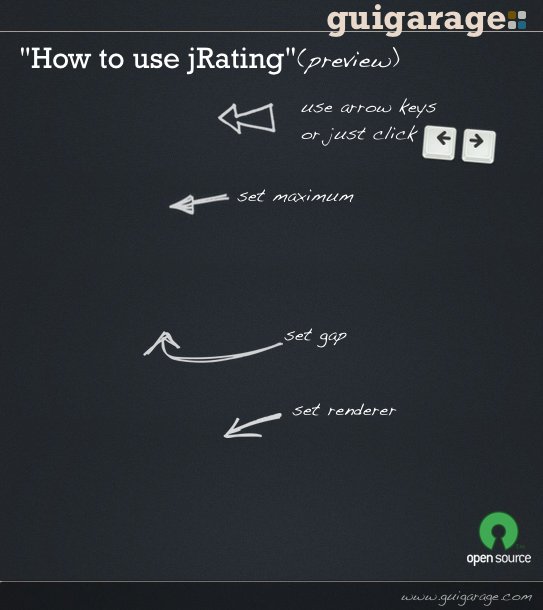 guigarage
"How to use jRating"(preview)
use arrow keys
or just click
set maximum
set gap
set renderer
open source
www.guigarage.com